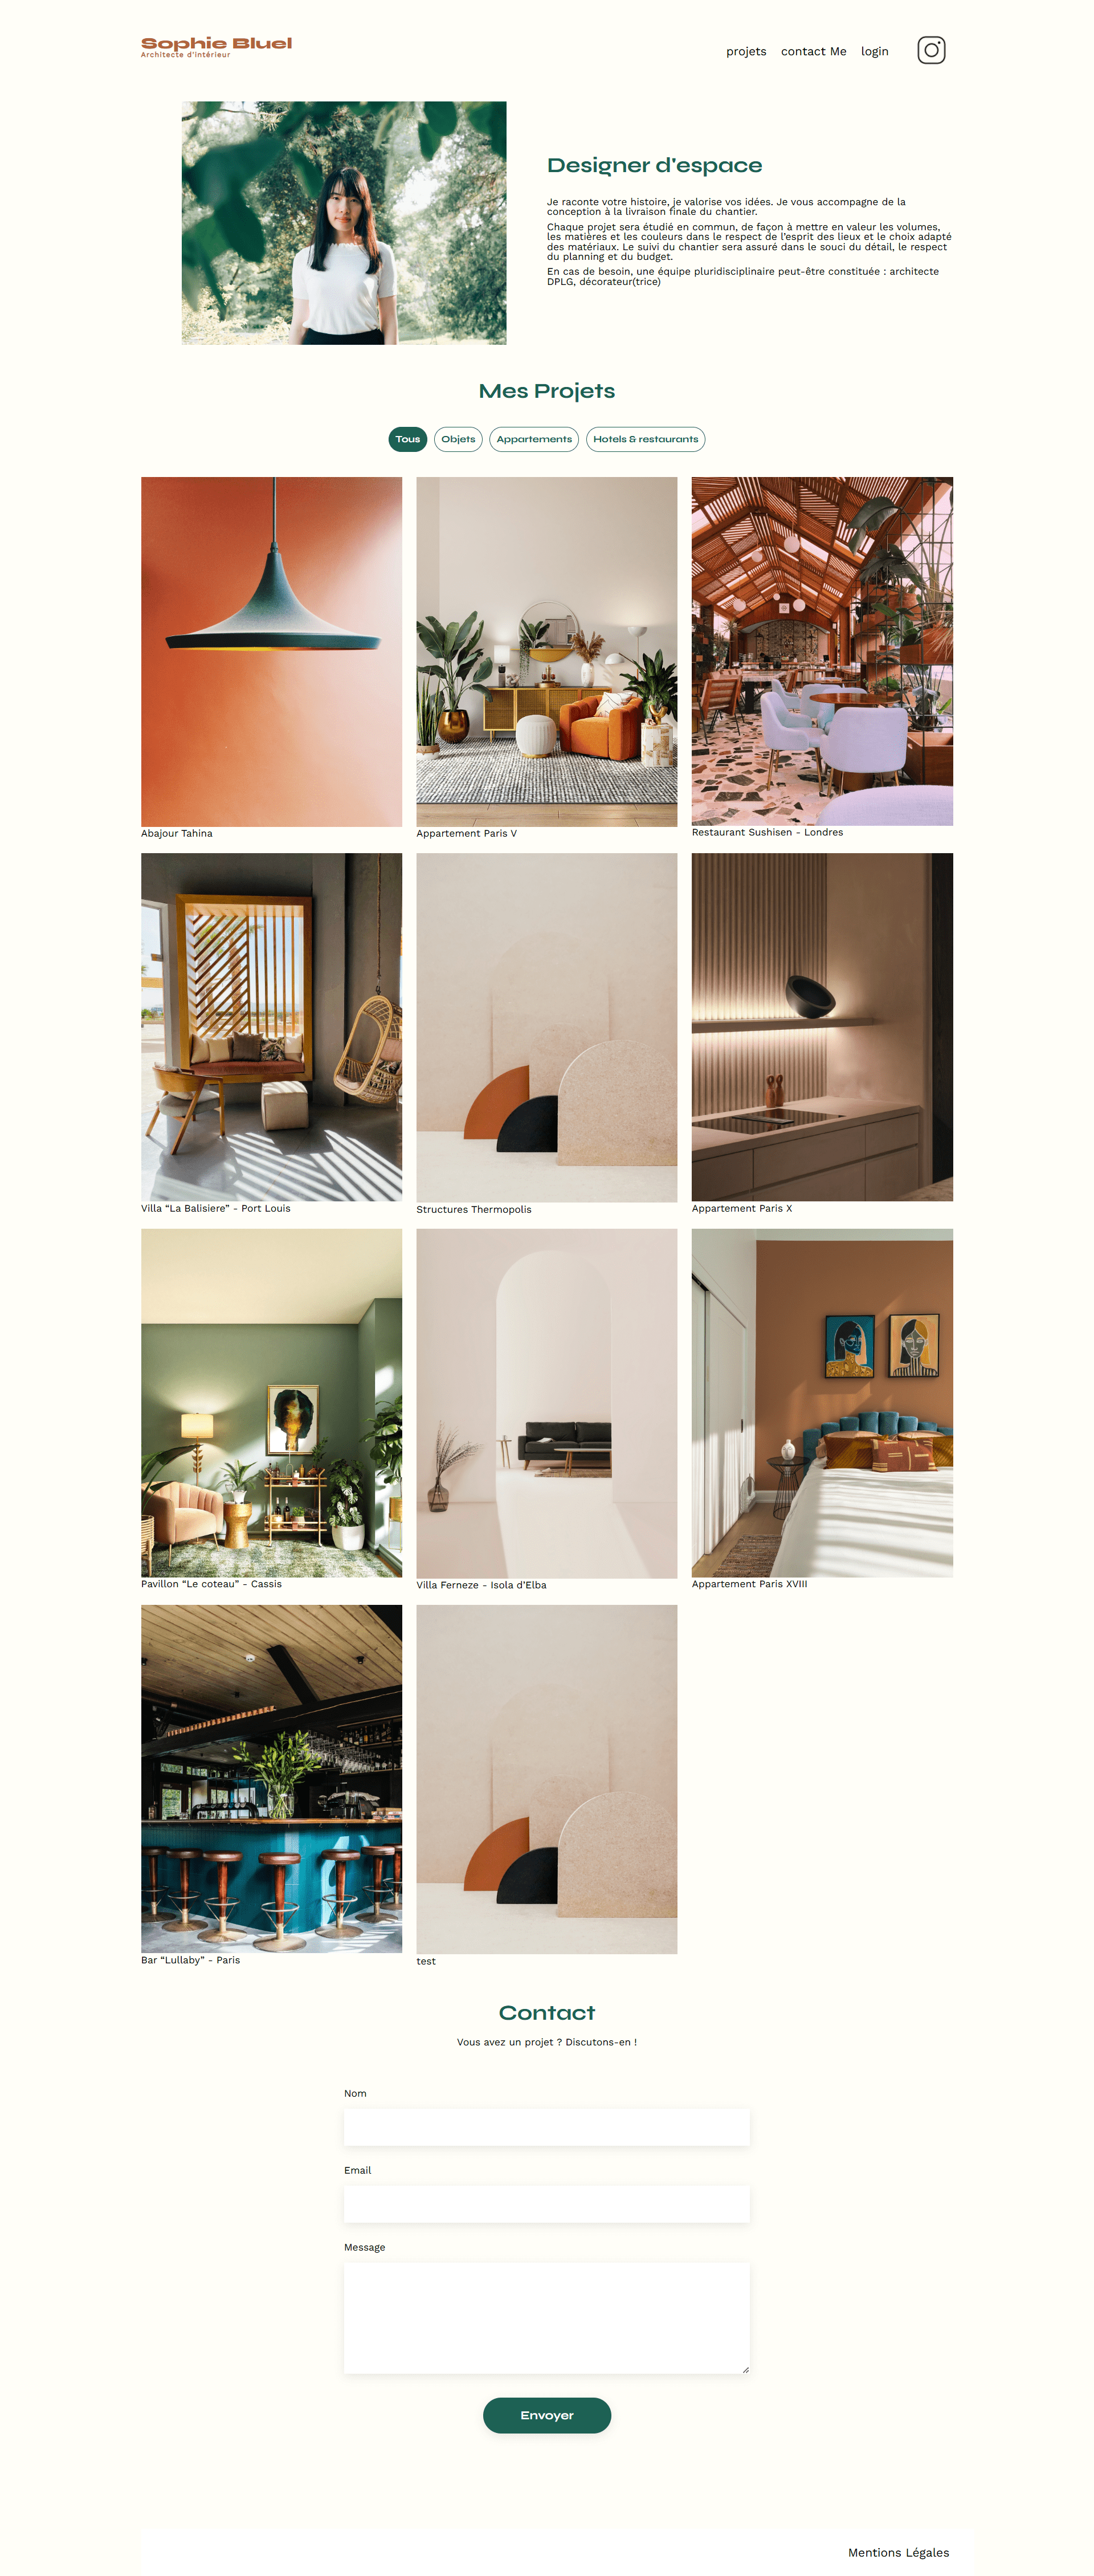 Sophie Bluel
Architecte d'intérieur
projets contact Me login
Designer d'espace
Je raconte votre histoire, je valorise vos idées. Je vous accompagne de la
conception à la livraison finale du chantier.
Chaque projet sera étudié en commun, de façon à mettre en valeur les volumes,
les matières et les couleurs dans le respect de l'esprit des lieux et le choix adapté
des matériaux. Le suivi du chantier sera assuré dans le souci du détail, le respect
du planning et du budget.
En cas de besoin, une équipe pluridisciplinaire peut-être constituée : architecte
DPLG, décorateur(trice)
Mes Projets
Tous Objets Appartements Hotels & restaurants
Abajour Tahina
Appartement Paris V
Restaurant Sushisen - Londres
Villa “La Balisiere” - Port Louis
Structures Thermopolis
Appartement Paris X
Pavillon “Le coteau” - Cassis
Villa Ferneze - Isola d’Elba
Appartement Paris XVIII
Bar “Lullaby” - Paris
test
Contact
Vous avez un projet ? Discutons-en !
Nom
Email
Message
Envoyer
Mentions Légales